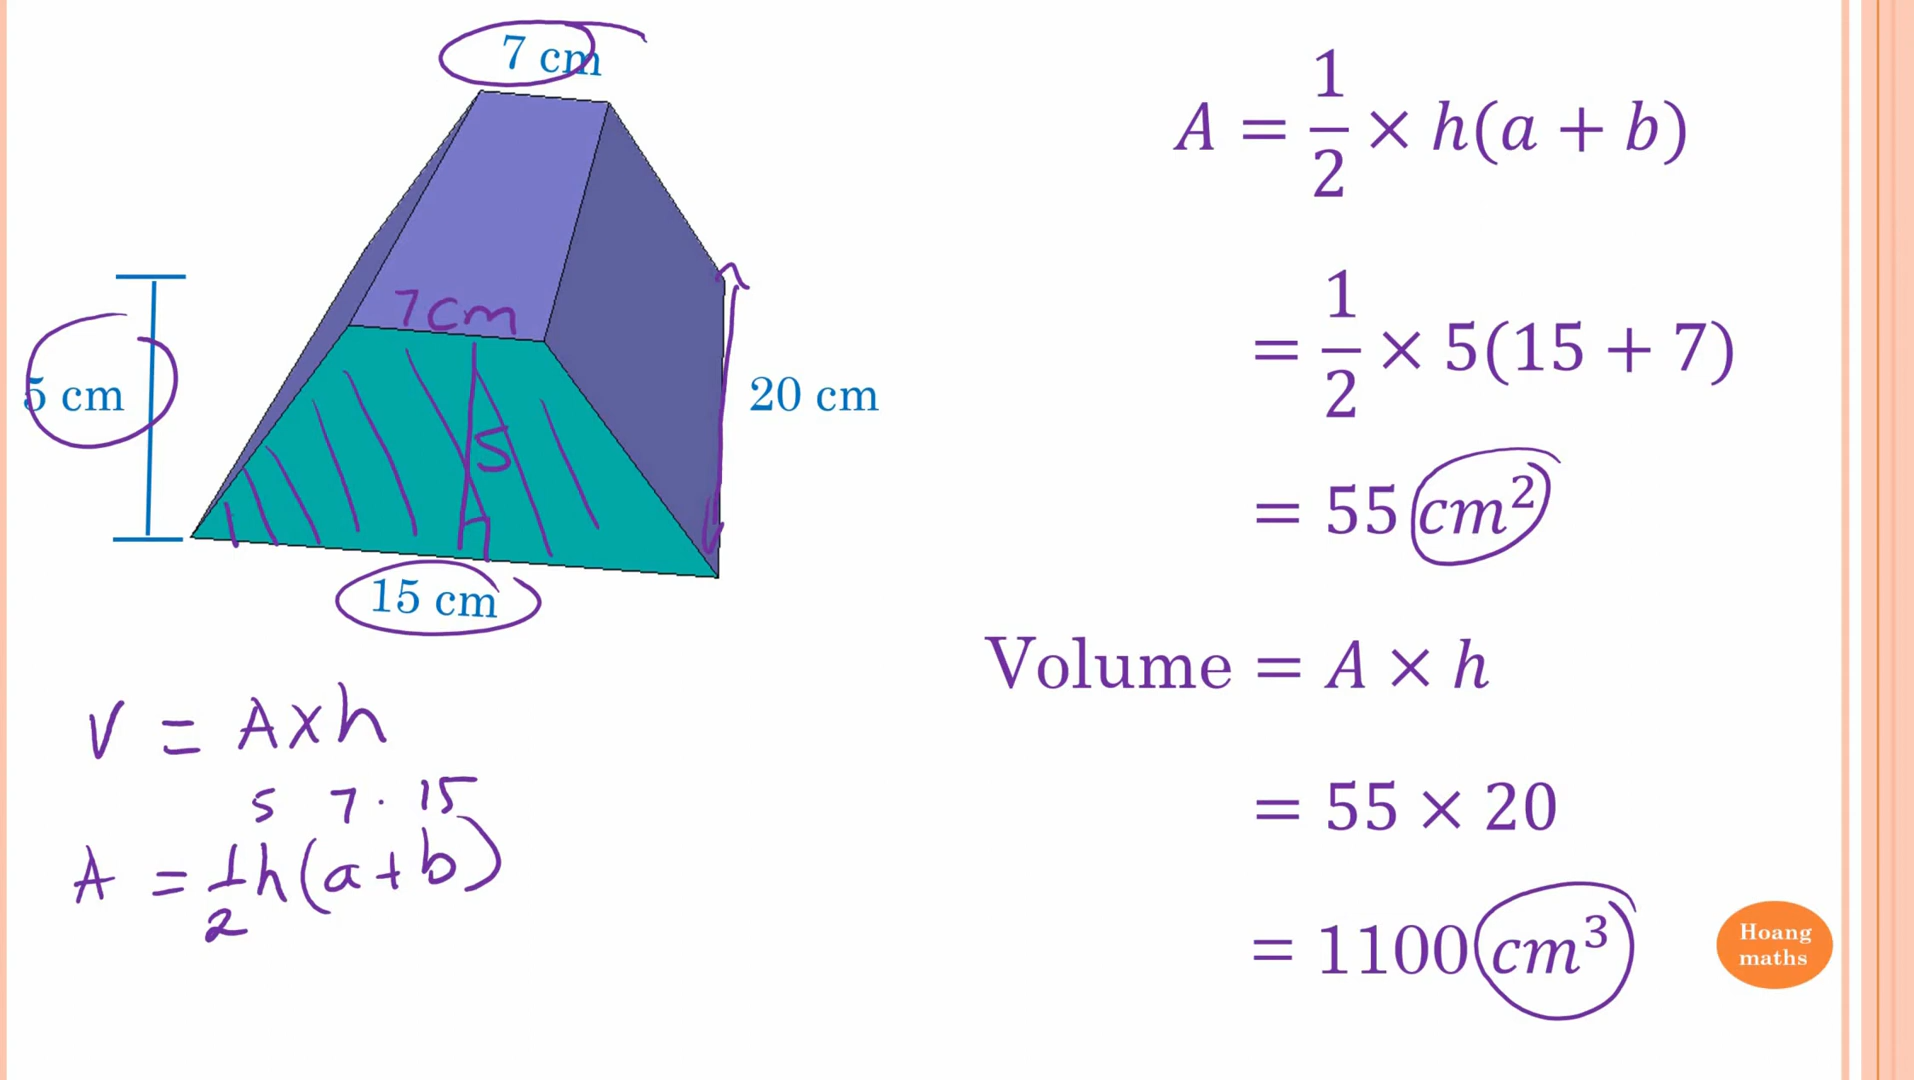 7 cm
7cm
5 cm
5
20 cm
15 cm
V = A×h
5 7 · 15
A = 1/2 h(a+b)
A = 1/2 × h(a + b)
= 1/2 × 5(15 + 7)
= 55 cm²
Volume = A × h
= 55 × 20
= 1100 cm³
Hoang
maths